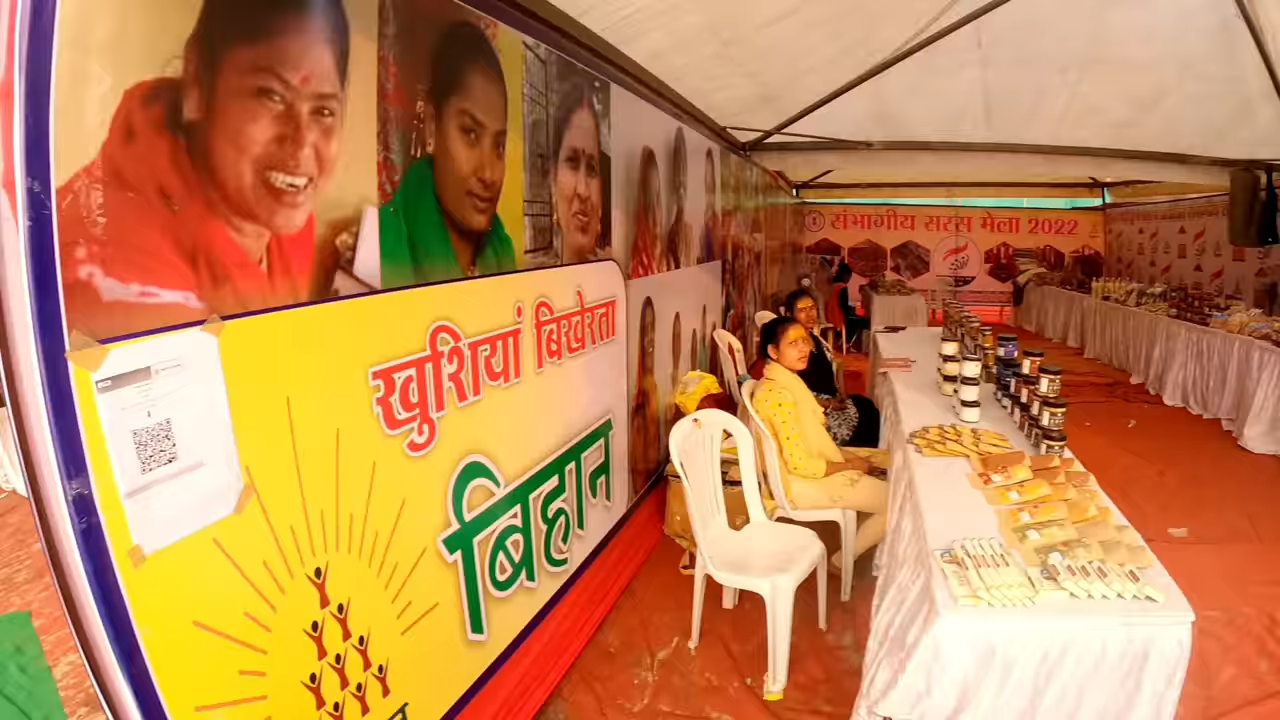 खुशियां बिखेरता
बिहान
संभागीय सरस मेला 2022